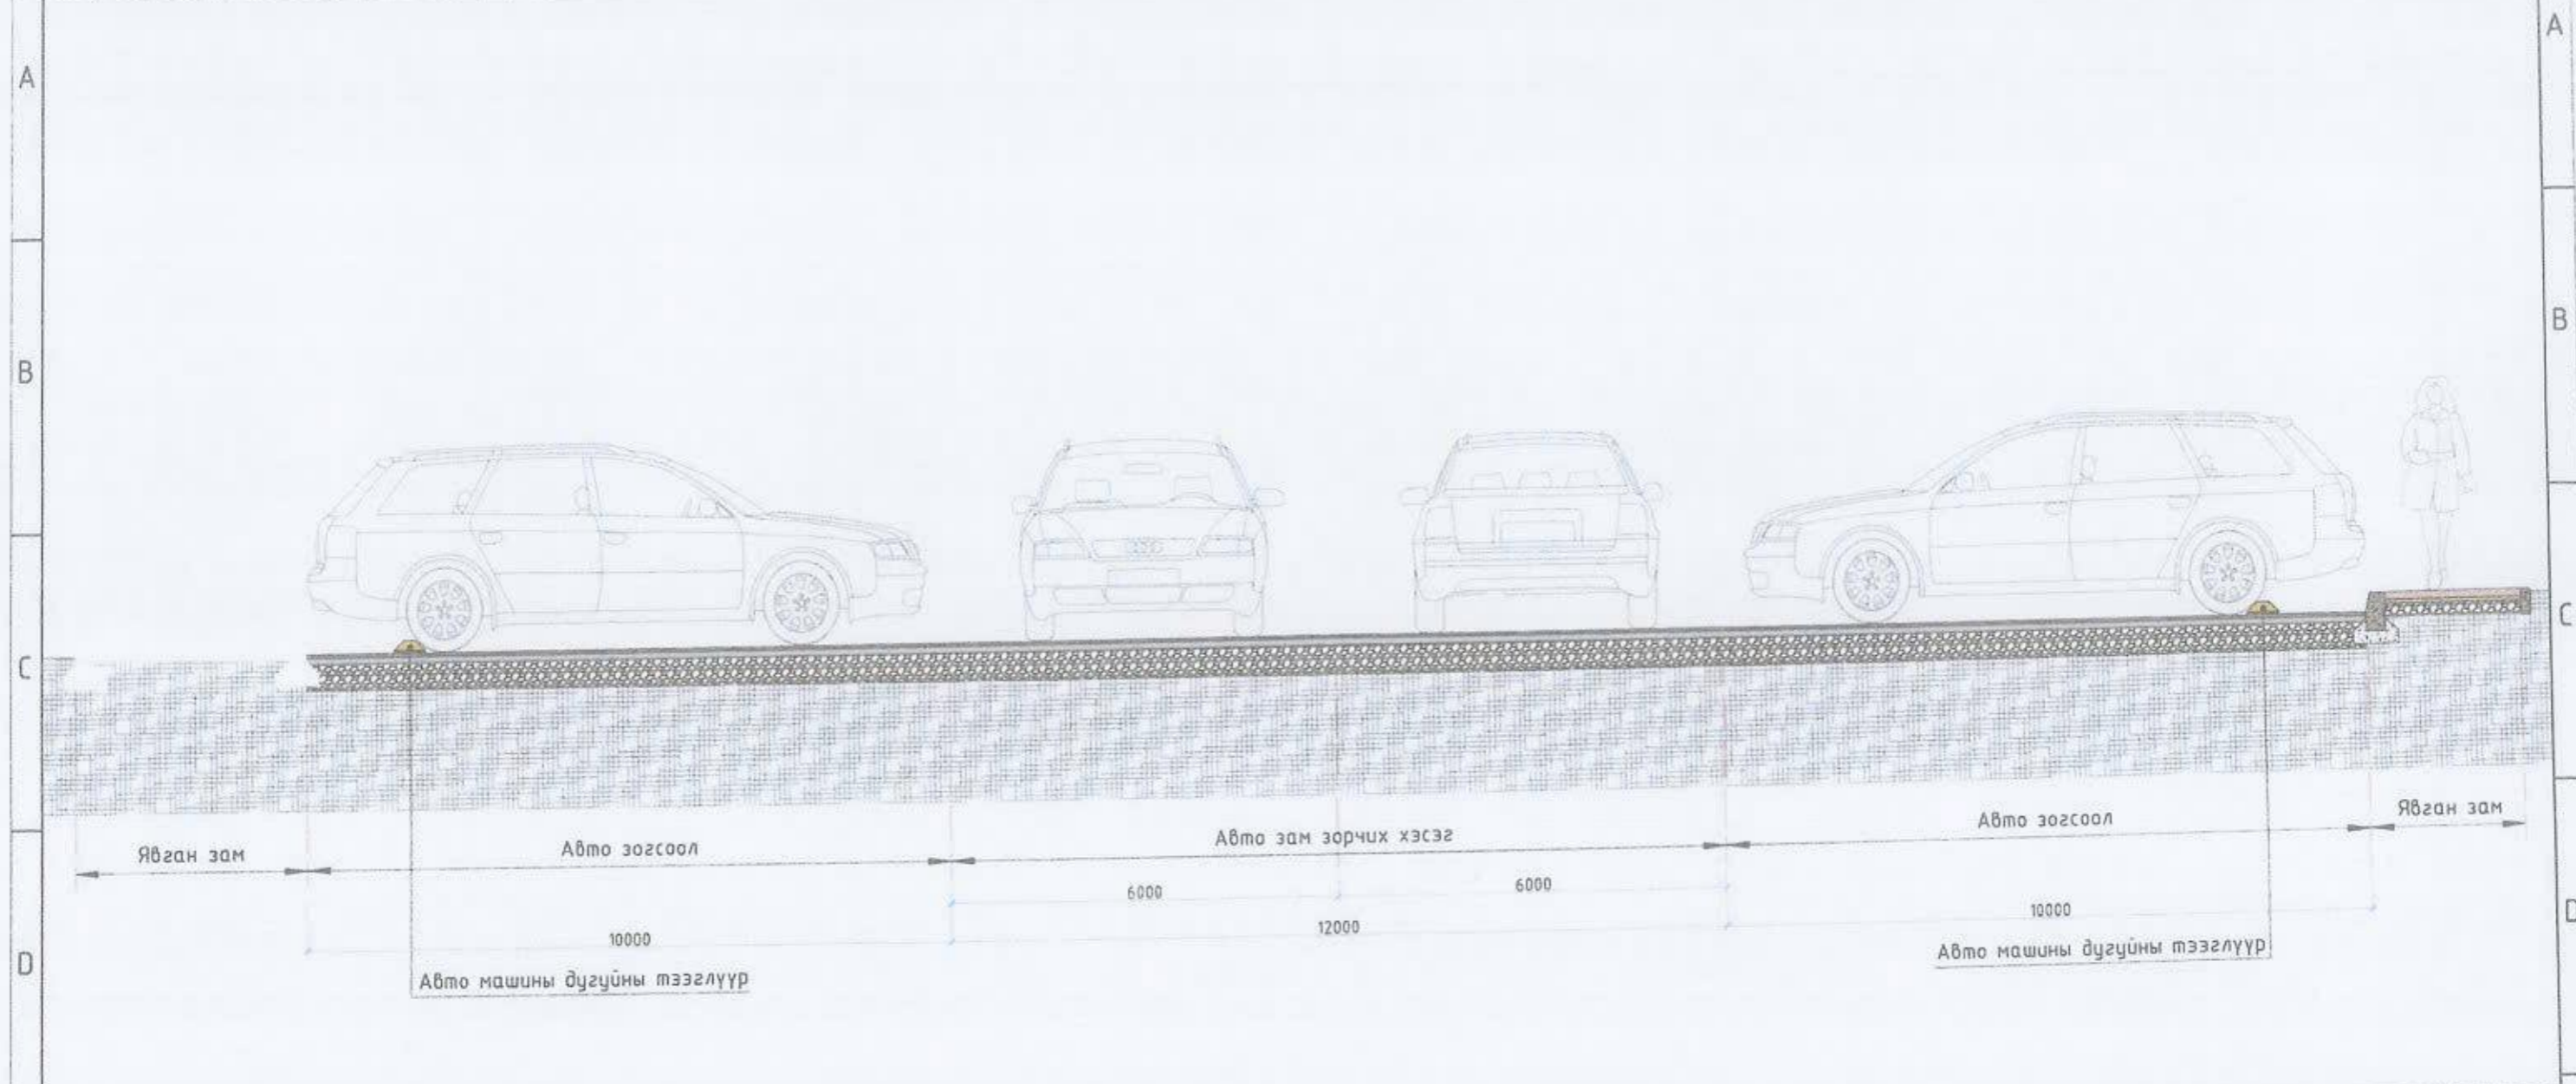 A
A
B
B
C
C
Явган зам
Авто зогсоол
Авто зам зорчих хэсэг
Авто зогсоол
Явган зам
6000
6000
10000
12000
10000
D
D
Авто машины дугуйны тээглүүр
Авто машины дугуйны тээглүүр